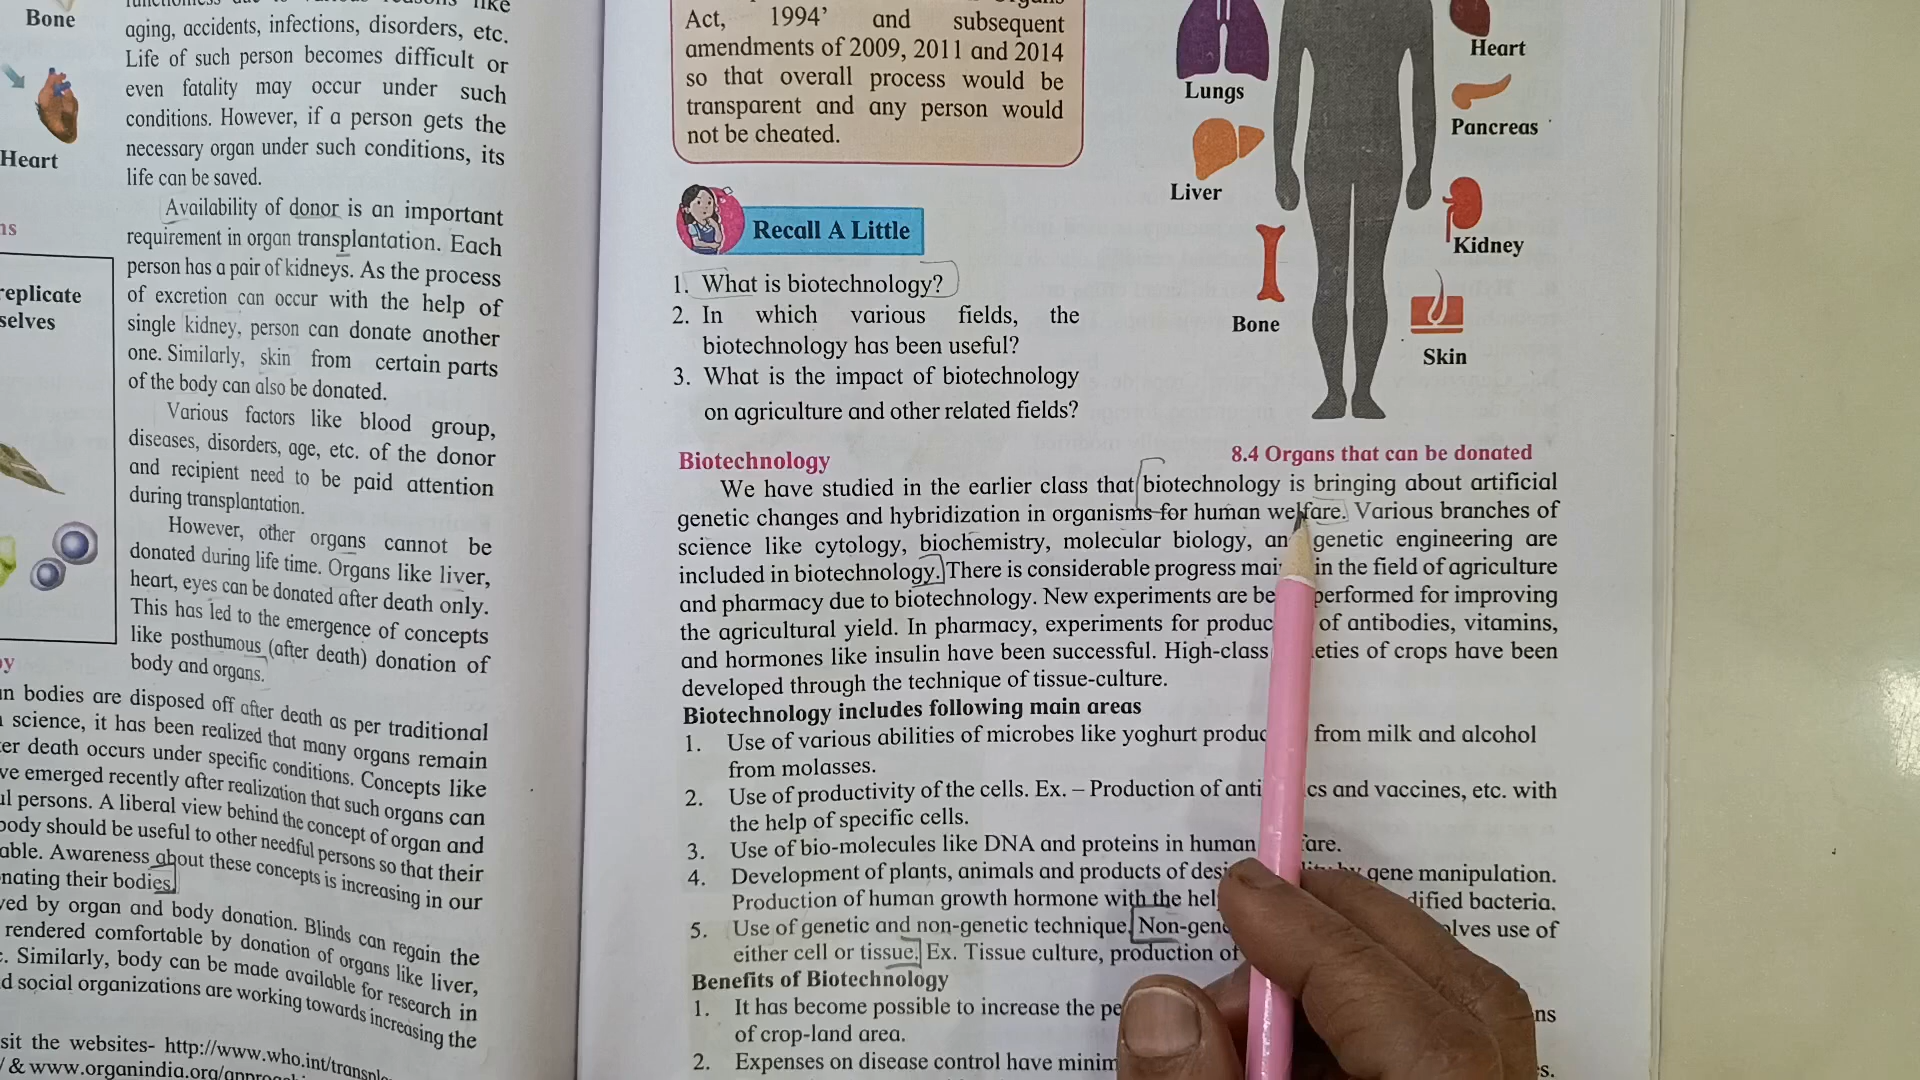 Bone
Heart
replicate
selves
aging, accidents, infections, disorders, etc.
Life of such person becomes difficult or
even fatality may occur under such
conditions. However, if a person gets the
necessary organ under such conditions, its
life can be saved.
Availability of donor is an important
requirement in organ transplantation. Each
person has a pair of kidneys. As the process
of excretion can occur with the help of
single kidney, person can donate another
one. Similarly, skin from certain parts
of the body can also be donated.
Various factors like blood group,
diseases, disorders, age, etc. of the donor
and recipient need to be paid attention
during transplantation.
However, other organs cannot be
donated during life time. Organs like liver,
heart, eyes can be donated after death only.
This has led to the emergence of concepts
like posthumous (after death) donation of
body and organs.
bodies are disposed off after death as per traditional
science, it has been realized that many organs remain
death occurs under specific conditions. Concepts like
emerged recently after realization that such organs can
persons. A liberal view behind the concept of organ and
body should be useful to other needful persons so that their
Awareness about these concepts is increasing in our
their bodies.
by organ and body donation. Blinds can regain the
rendered comfortable by donation of organs like liver,
Similarly, body can be made available for research in
social organizations are working towards increasing the
the websites- http://www.who.int/transpl
& www.organindia.org/appro
Act, 1994’ and subsequent
amendments of 2009, 2011 and 2014
so that overall process would be
transparent and any person would
not be cheated.
Lungs
Heart
Pancreas
Liver
Kidney
Bone
Skin
8.4 Organs that can be donated
Recall A Little
1. What is biotechnology?
2. In which various fields, the
biotechnology has been useful?
3. What is the impact of biotechnology
on agriculture and other related fields?
Biotechnology
We have studied in the earlier class that biotechnology is bringing about artificial
genetic changes and hybridization in organisms for human welfare. Various branches of
science like cytology, biochemistry, molecular biology, an genetic engineering are
included in biotechnology. There is considerable progress in the field of agriculture
and pharmacy due to biotechnology. New experiments are be performed for improving
the agricultural yield. In pharmacy, experiments for produc of antibodies, vitamins,
and hormones like insulin have been successful. High-class eties of crops have been
developed through the technique of tissue-culture.
Biotechnology includes following main areas
1. Use of various abilities of microbes like yoghurt produc from milk and alcohol
from molasses.
2. Use of productivity of the cells. Ex. – Production of anti cs and vaccines, etc. with
the help of specific cells.
3. Use of bio-molecules like DNA and proteins in human fare.
4. Development of plants, animals and products of desi by gene manipulation.
Production of human growth hormone with the hel dified bacteria.
5. Use of genetic and non-genetic technique. Non-gen lves use of
either cell or tissue. Ex. Tissue culture, production of
Benefits of Biotechnology
1. It has become possible to increase the pe ns
of crop-land area.
2. Expenses on disease control have minim s.